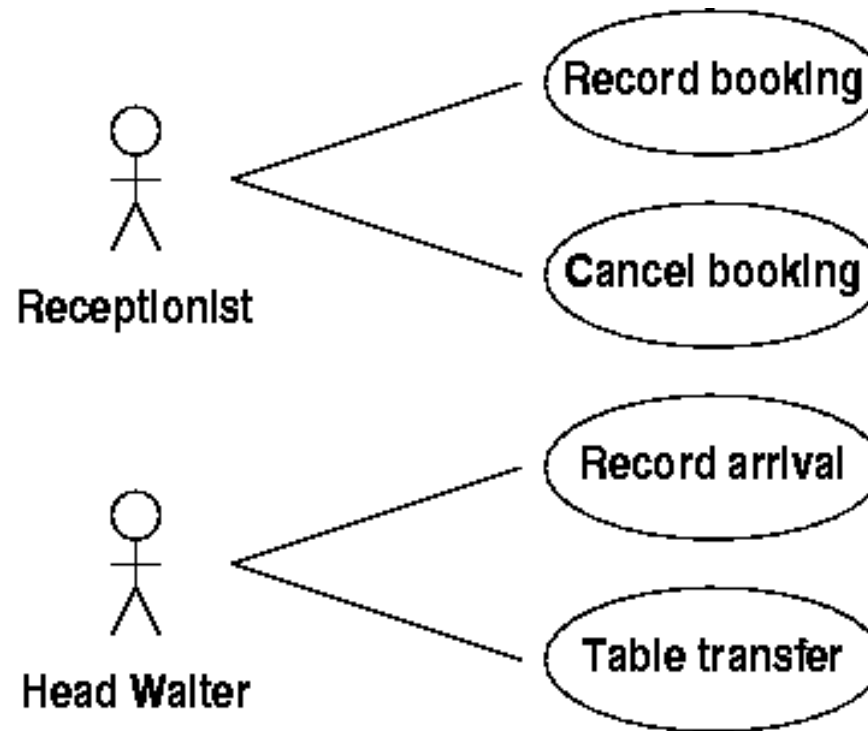 Record booking
Cancel booking
Receptionist
Record arrival
Table transfer
Head Waiter